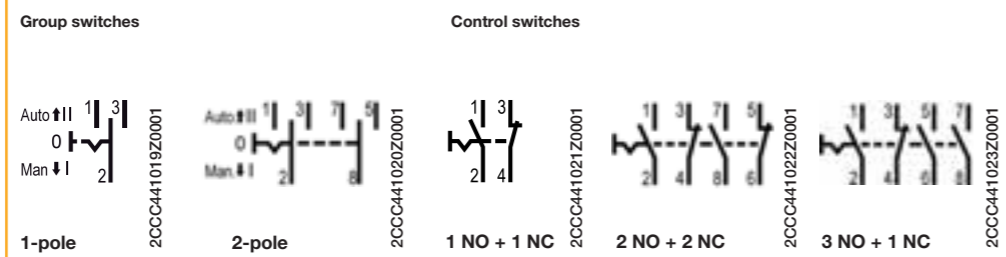 Group switches
Control switches
Auto ⬆ II
0
Man ⬇ I
1 3
2
2CCC441019Z0001
1-pole
Auto ⬆ II
0
Man. ⬇ I
1 3 7 5
2 8
2CCC441020Z0001
2-pole
1 3
2 4
2CCC441021Z0001
1 NO + 1 NC
1 3 7 5
2 4 8 6
2CCC441022Z0001
2 NO + 2 NC
1 3 5 7
2 4 6 8
2CCC441023Z0001
3 NO + 1 NC